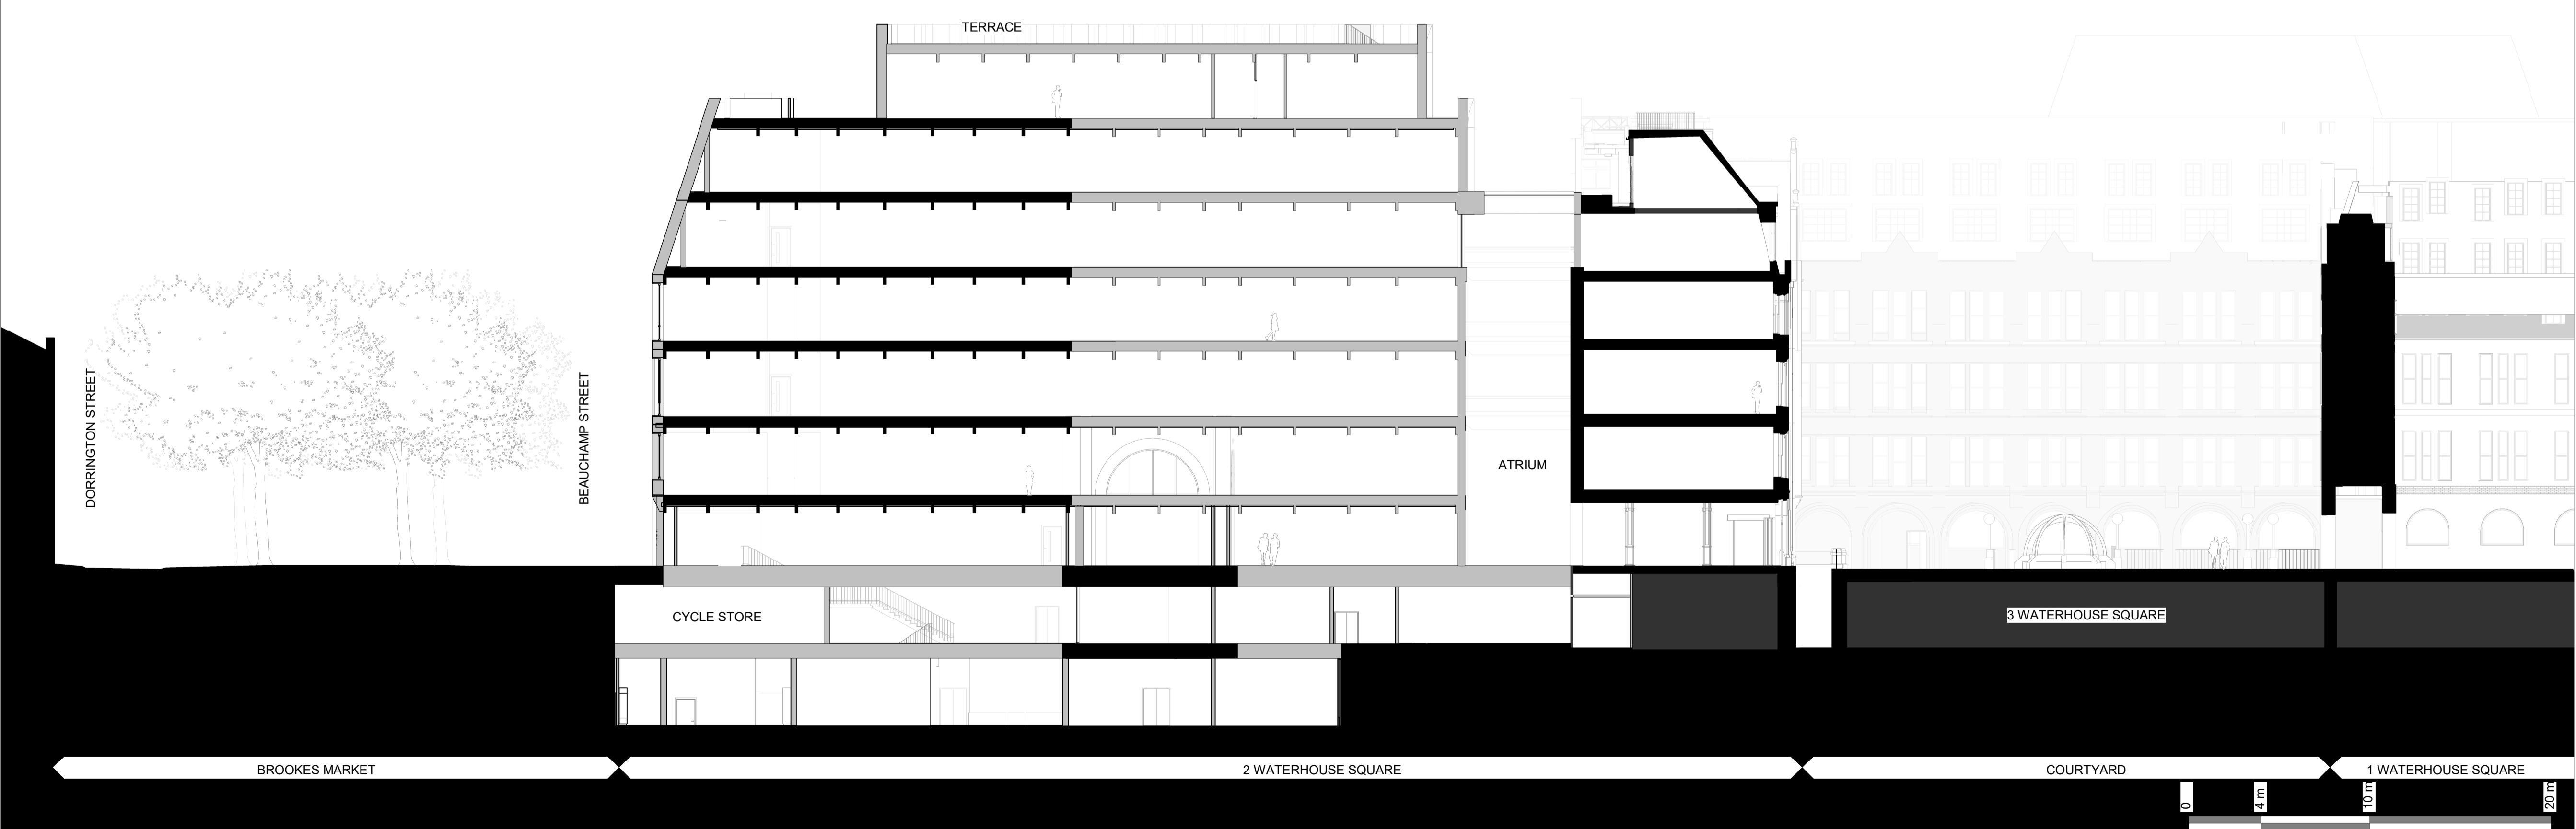 TERRACE
DORRINGTON STREET
BEAUCHAMP STREET
ATRIUM
CYCLE STORE
3 WATERHOUSE SQUARE
BROOKES MARKET
2 WATERHOUSE SQUARE
COURTYARD
1 WATERHOUSE SQUARE
0
4 m
10 m
20 m